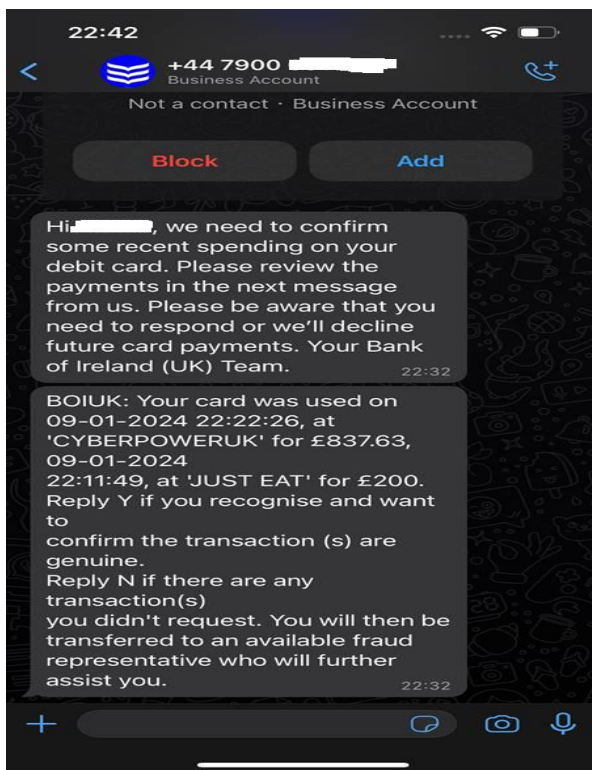 22:42
+44 7900
Business Account
Not a contact · Business Account
Block
Add
Hi , we need to confirm
some recent spending on your
debit card. Please review the
payments in the next message
from us. Please be aware that you
need to respond or we’ll decline
future card payments. Your Bank
of Ireland (UK) Team.
22:32
BOIUK: Your card was used on
09-01-2024 22:22:26, at
'CYBERPOWERUK' for £837.63,
09-01-2024
22:11:49, at 'JUST EAT' for £200.
Reply Y if you recognise and want
to
confirm the transaction (s) are
genuine.
Reply N if there are any
transaction(s)
you didn't request. You will then be
transferred to an available fraud
representative who will further
assist you.
22:32